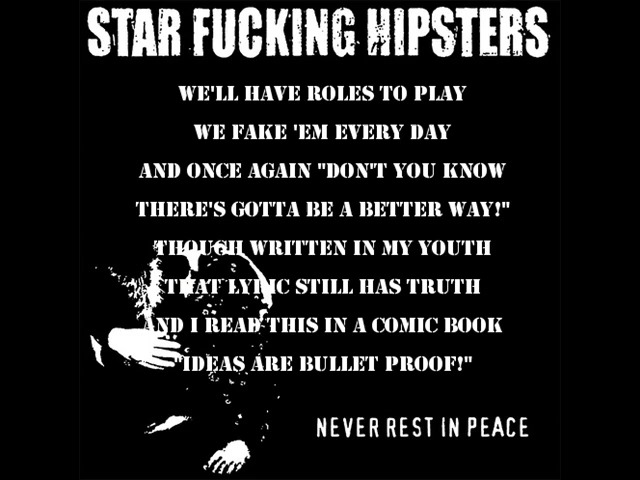 STAR FUCKING HIPSTERS
WE'LL HAVE ROLES TO PLAY
WE FAKE 'EM EVERY DAY
AND ONCE AGAIN "DON'T YOU KNOW
THERE'S GOTTA BE A BETTER WAY!"
THOUGH WRITTEN IN MY YOUTH
THAT LYRIC STILL HAS TRUTH
AND I READ THIS IN A COMIC BOOK
"IDEAS ARE BULLET PROOF!"
NEVER REST IN PEACE